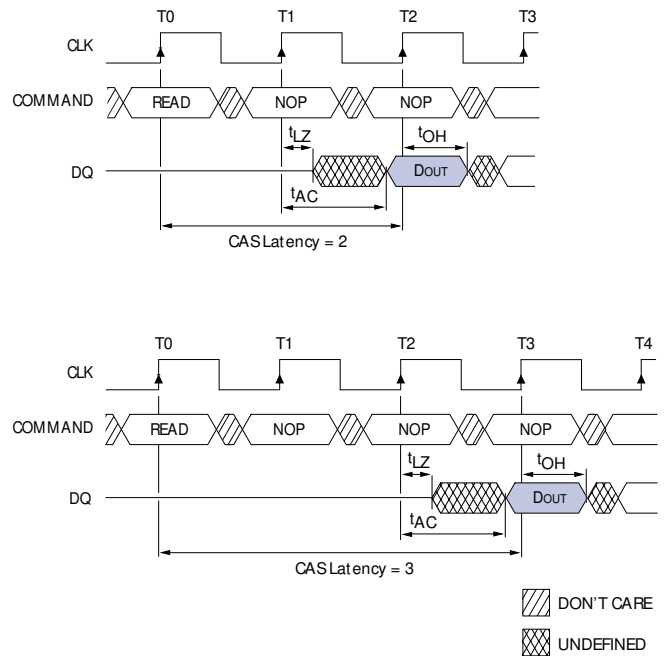 T0 T1 T2 T3
CLK
COMMAND READ NOP NOP
tLZ tOH
DQ DOUT
tAC
CAS Latency = 2
T0 T1 T2 T3 T4
CLK
COMMAND READ NOP NOP NOP
tLZ tOH
DQ DOUT
tAC
CAS Latency = 3
DON'T CARE
UNDEFINED